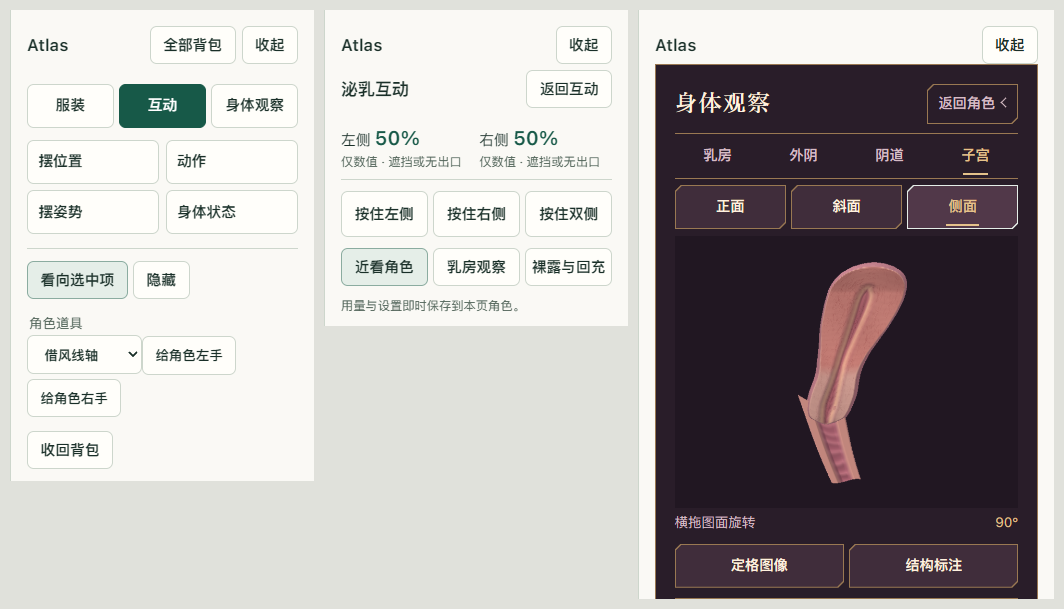 Atlas 全部背包 收起
服装 互动 身体观察
摆位置 动作
摆姿势 身体状态
看向选中项 隐藏
角色道具
借风线轴 给角色左手
给角色右手
收回背包
Atlas 收起
泌乳互动 返回互动
左侧 50% 右侧 50%
仅数值 · 遮挡或无出口 仅数值 · 遮挡或无出口
按住左侧 按住右侧 按住双侧
近看角色 乳房观察 裸露与回充
用量与设置即时保存到本页角色。
Atlas 收起
身体观察 返回角色
乳房 外阴 阴道 子宫
正面 斜面 侧面
横拖图面旋转 90°
定格图像 结构标注